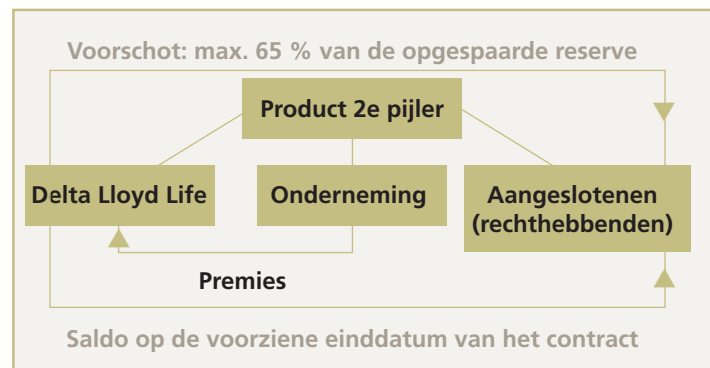 Voorschot: max. 65 % van de opgespaarde reserve
Product 2e pijler
Delta Lloyd Life
Onderneming
Aangeslotenen
(rechthebbenden)
Premies
Saldo op de voorziene einddatum van het contract